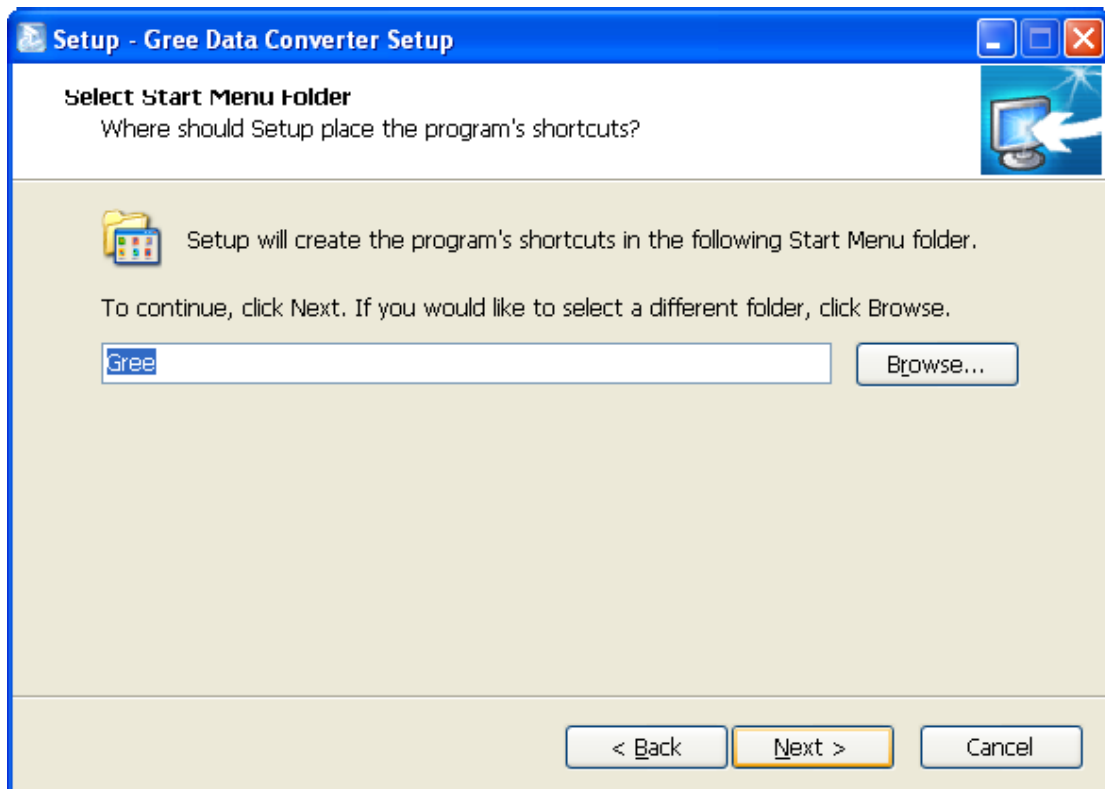 Setup - Gree Data Converter Setup
Select Start Menu Folder
Where should Setup place the program's shortcuts?
Setup will create the program's shortcuts in the following Start Menu folder.
To continue, click Next. If you would like to select a different folder, click Browse.
Gree
Browse...
< Back
Next >
Cancel